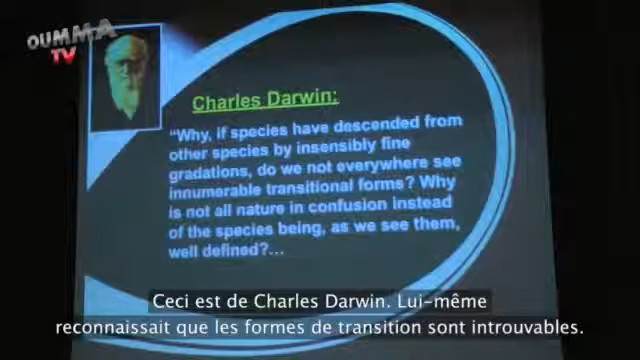 OUMMA
TV
Charles Darwin:
“Why, if species have descended from
other species by insensibly fine
gradations, do we not everywhere see
innumerable transitional forms? Why
is not all nature in confusion instead
of the species being, as we see them,
well defined?...
Ceci est de Charles Darwin. Lui-même
reconnaissait que les formes de transition sont introuvables.